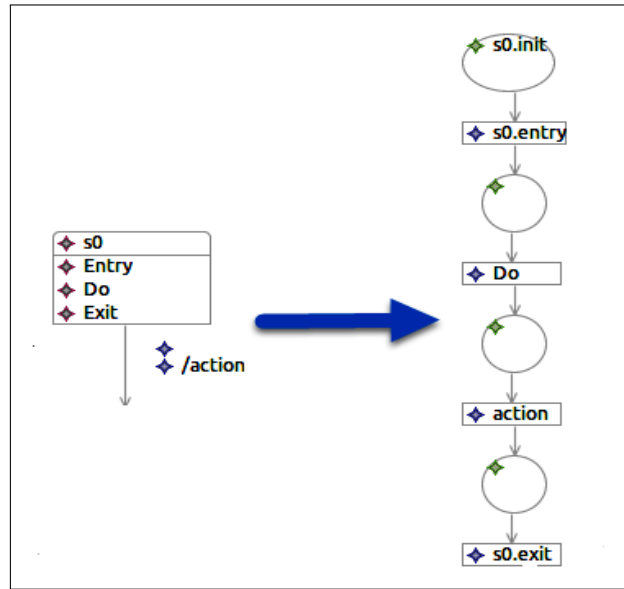 s0
Entry
Do
Exit
/action
s0.init
s0.entry
Do
action
s0.exit